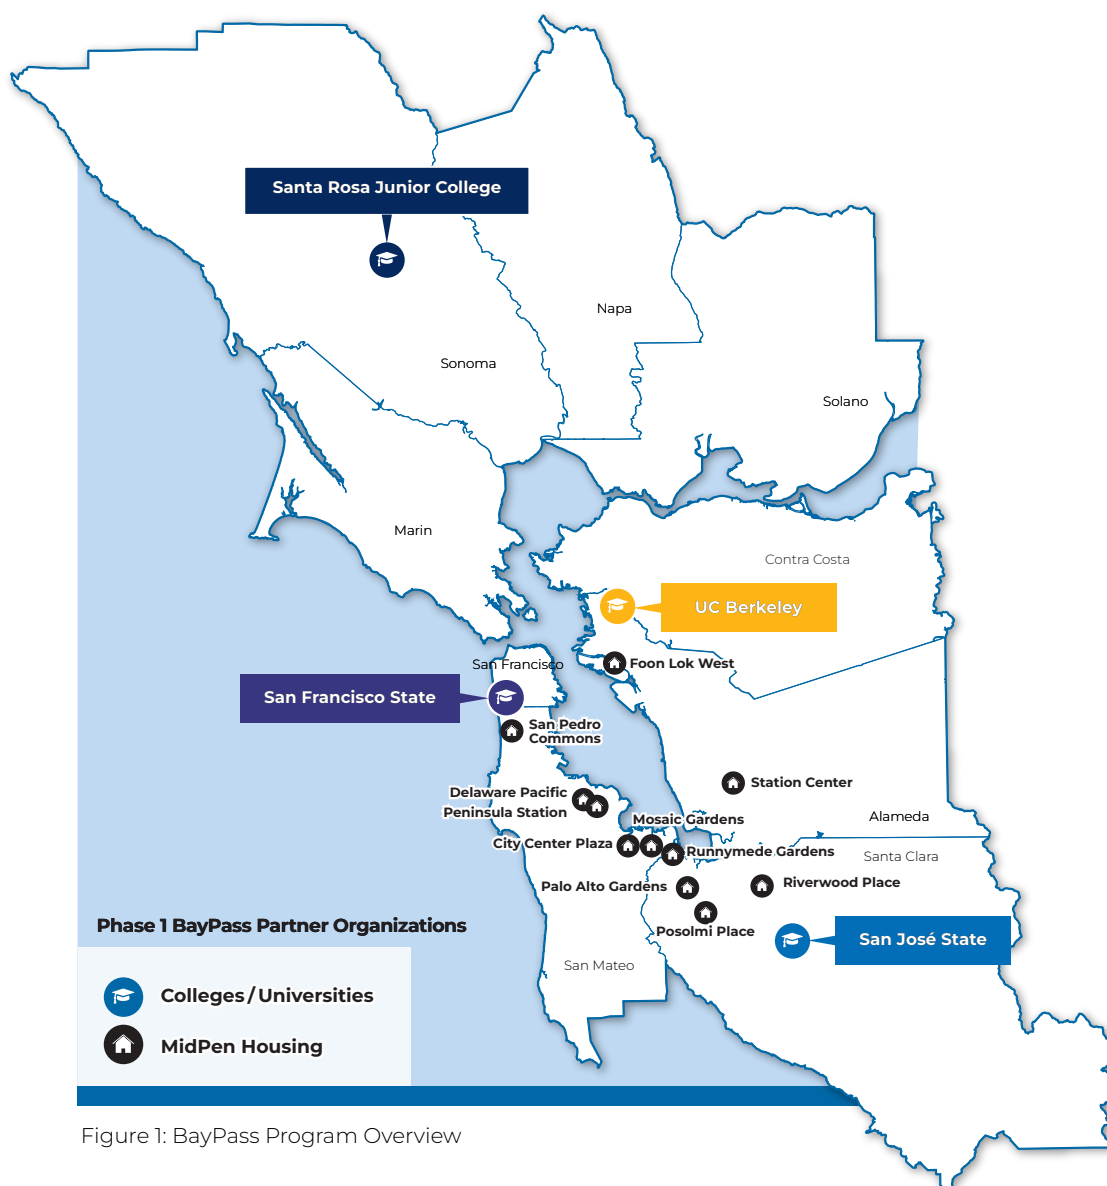 Santa Rosa Junior College
Napa
Sonoma
Solano
Marin
Contra Costa
UC Berkeley
San Francisco
Foon Lok West
San Francisco State
San Pedro
Commons
Station Center
Delaware Pacific
Peninsula Station
Mosaic Gardens
Alameda
City Center Plaza
Runnymede Gardens
Santa Clara
Palo Alto Gardens
Riverwood Place
Posolmi Place
San José State
San Mateo
Phase 1 BayPass Partner Organizations
Colleges/Universities
MidPen Housing
Figure 1: BayPass Program Overview